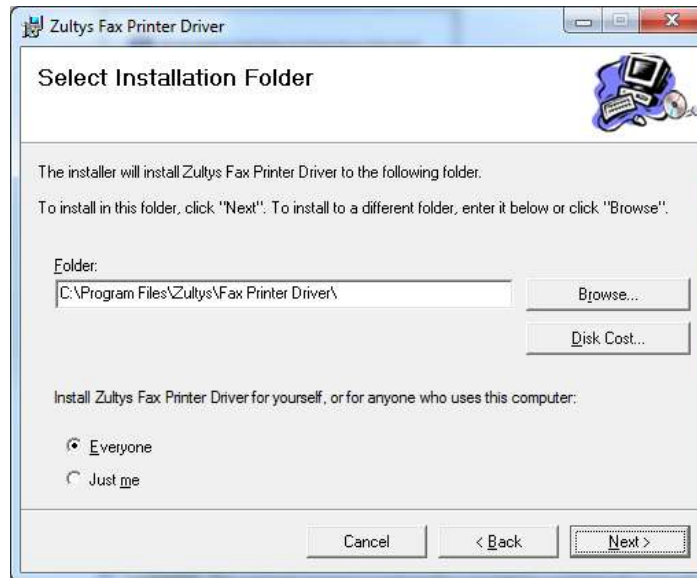 Zultys Fax Printer Driver
Select Installation Folder
The installer will install Zultys Fax Printer Driver to the following folder.
To install in this folder, click "Next". To install to a different folder, enter it below or click "Browse".
Folder:
C:\Program Files\Zultys\Fax Printer Driver\
Browse...
Disk Cost...
Install Zultys Fax Printer Driver for yourself, or for anyone who uses this computer:
Everyone
Just me
Cancel
< Back
Next >